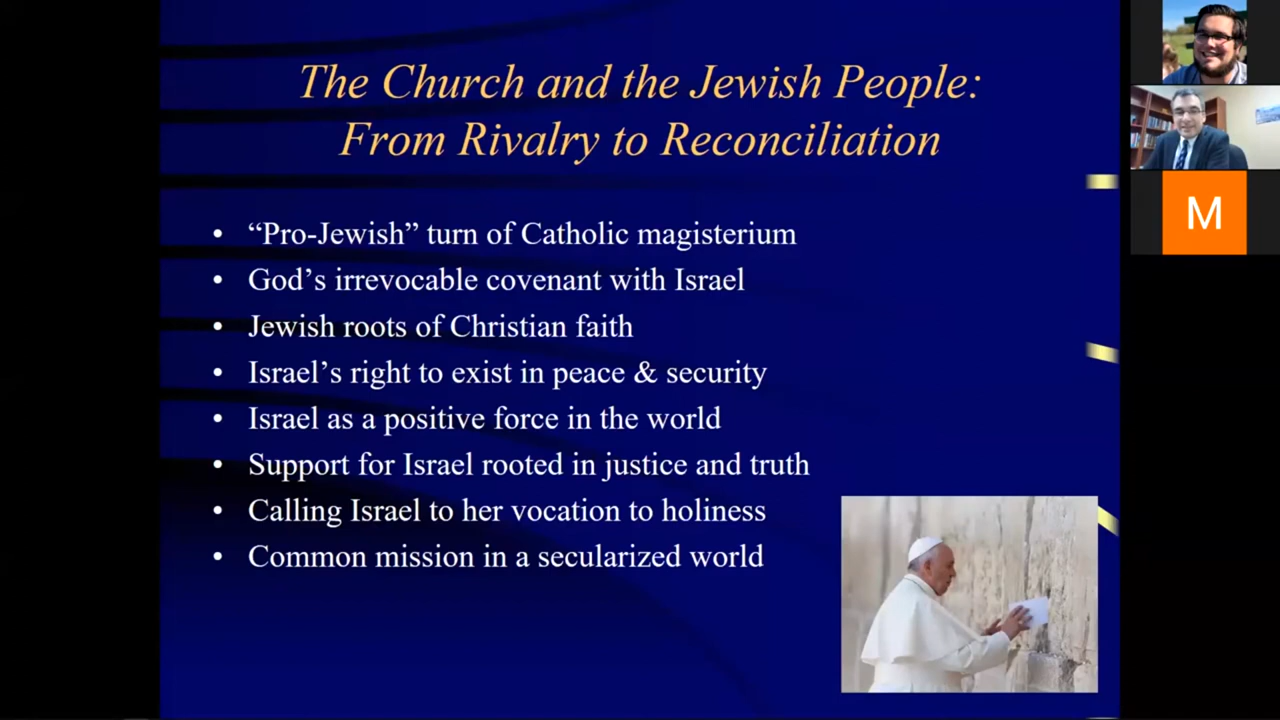 The Church and the Jewish People:
From Rivalry to Reconciliation
• “Pro-Jewish” turn of Catholic magisterium
• God’s irrevocable covenant with Israel
• Jewish roots of Christian faith
• Israel’s right to exist in peace & security
• Israel as a positive force in the world
• Support for Israel rooted in justice and truth
• Calling Israel to her vocation to holiness
• Common mission in a secularized world
M